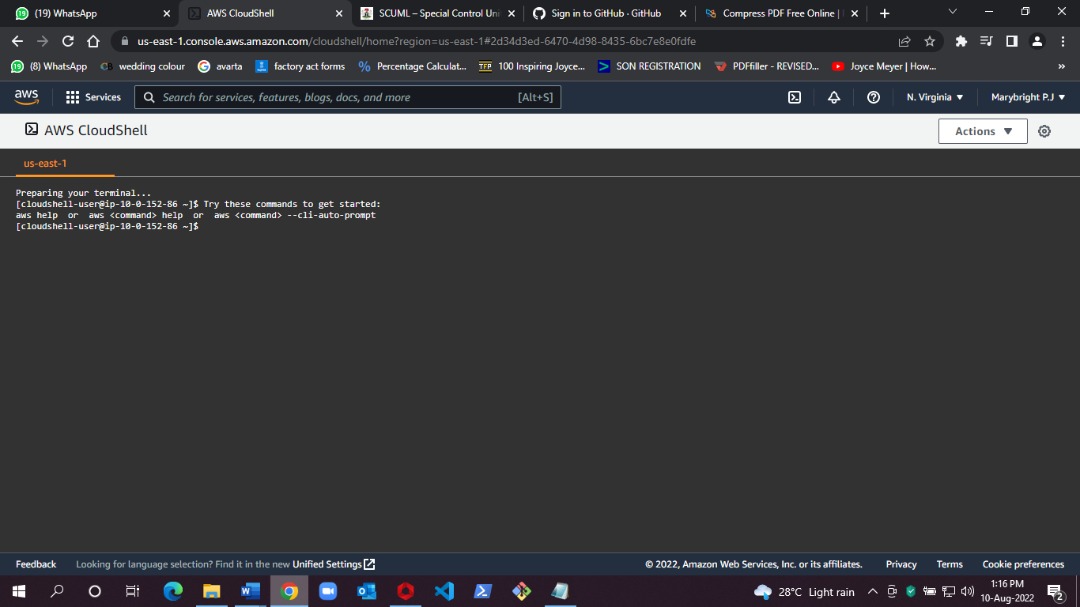 (19) WhatsApp
AWS CloudShell
SCUML – Special Control Uni
Sign in to GitHub · GitHub
Compress PDF Free Online |
us-east-1.console.aws.amazon.com/cloudshell/home?region=us-east-1#2d34d3ed-6470-4d98-8435-6bc7e8e0fdfe
(8) WhatsApp
wedding colour
avarta
factory act forms
Percentage Calculat...
100 Inspiring Joyce...
SON REGISTRATION
PDFfiller - REVISED...
Joyce Meyer | How...
aws
Services
Search for services, features, blogs, docs, and more
[Alt+S]
N. Virginia
Marybright P.J
AWS CloudShell
Actions
us-east-1
Preparing your terminal...
[cloudshell-user@ip-10-0-152-86 ~]$ Try these commands to get started:
aws help  or  aws <command> help  or  aws <command> --cli-auto-prompt
[cloudshell-user@ip-10-0-152-86 ~]$
Feedback
Looking for language selection? Find it in the new Unified Settings
© 2022, Amazon Web Services, Inc. or its affiliates.
Privacy
Terms
Cookie preferences
28°C Light rain
1:16 PM
10-Aug-2022
2